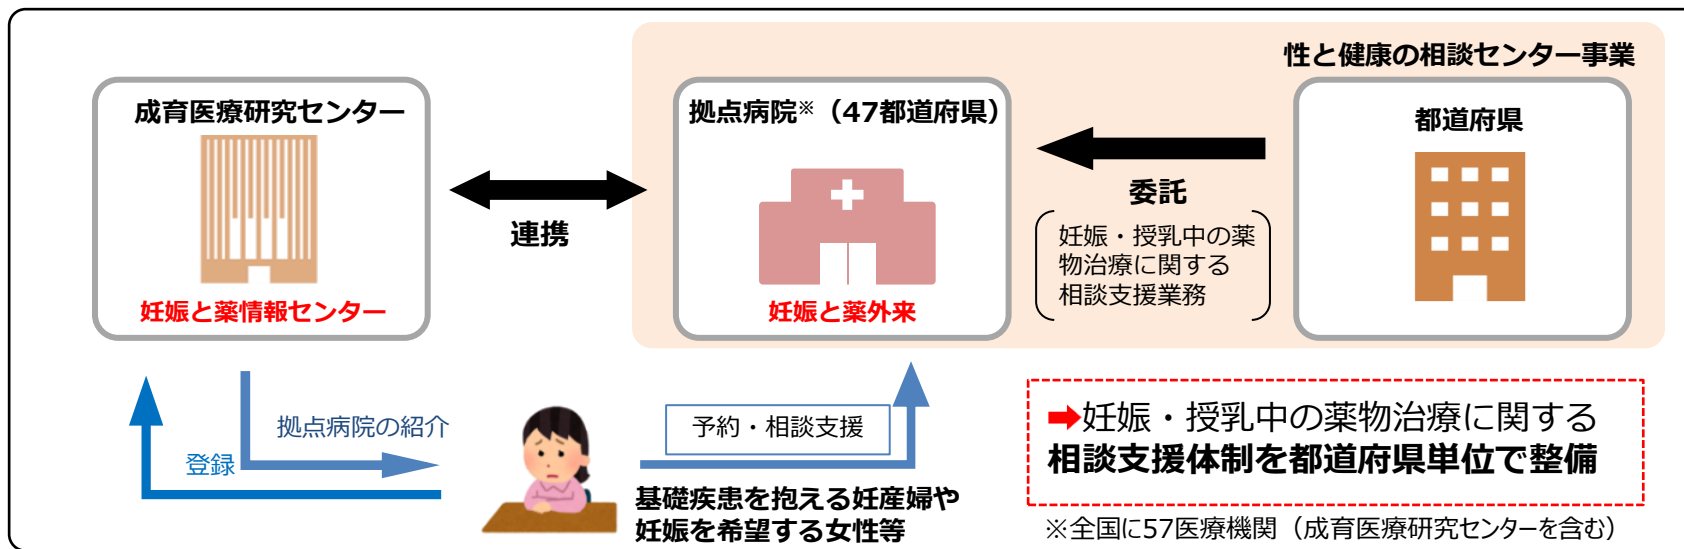 性と健康の相談センター事業
成育医療研究センター
妊娠と薬情報センター
連携
拠点病院※（47都道府県）
妊娠と薬外来
委託
妊娠・授乳中の薬
物治療に関する
相談支援業務
都道府県
登録
拠点病院の紹介
予約・相談支援
基礎疾患を抱える妊産婦や
妊娠を希望する女性等
➡妊娠・授乳中の薬物治療に関する
相談支援体制を都道府県単位で整備
※全国に57医療機関（成育医療研究センターを含む）